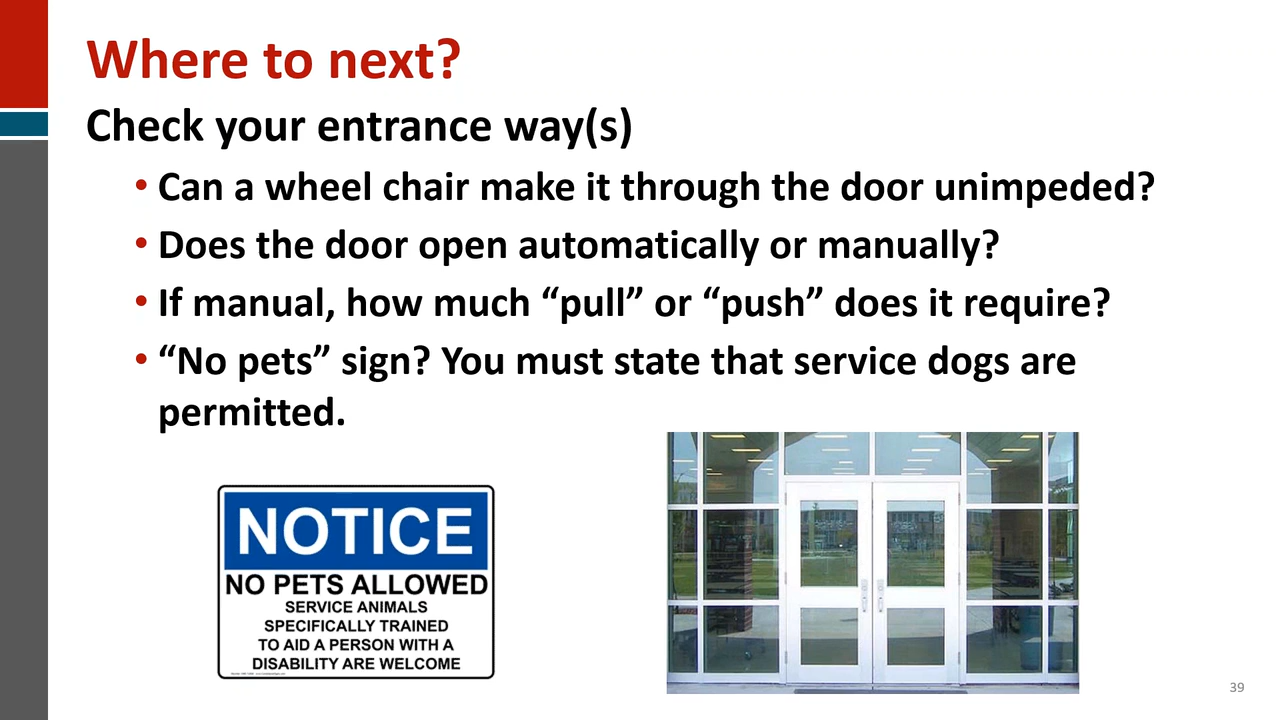 Where to next?
Check your entrance way(s)
• Can a wheel chair make it through the door unimpeded?
• Does the door open automatically or manually?
• If manual, how much “pull” or “push” does it require?
• “No pets” sign? You must state that service dogs are
permitted.
NOTICE
NO PETS ALLOWED
SERVICE ANIMALS
SPECIFICALLY TRAINED
TO AID A PERSON WITH A
DISABILITY ARE WELCOME
39